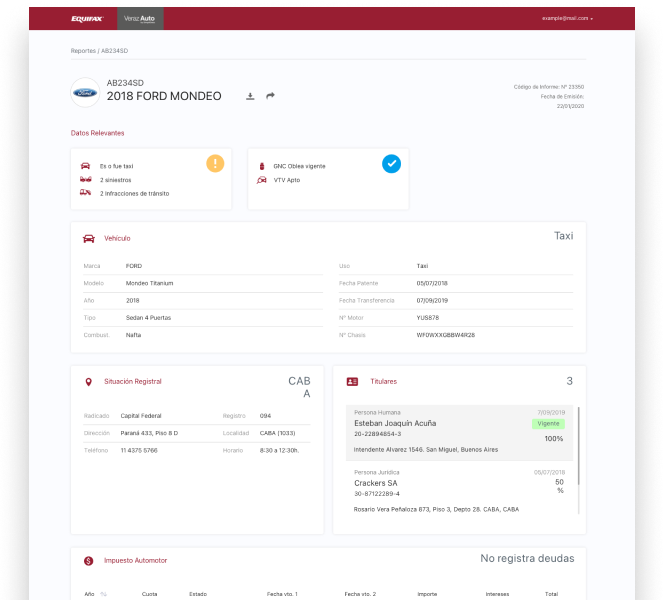 EQUIFAX Veraz Auto example@mail.com
Reportes / AB234SD
AB234SD
2018 FORD MONDEO
Código de Informe: Nº 23350
Fecha de Emisión:
22/01/2020
Datos Relevantes
Es o fue taxi
2 siniestros
2 Infracciones de tránsito
GNC Oblea vigente
VTV Apto
Vehículo Taxi
Marca FORD
Modelo Mondeo Titanium
Año 2018
Tipo Sedan 4 Puertas
Combust. Nafta
Uso Taxi
Fecha Patente 05/07/2018
Fecha Transferencia 07/09/2019
Nº Motor YUS878
Nº Chasis WF0WXXGBBW4R28
Situación Registral CAB
A
Radicado Capital Federal Registro 094
Dirección Paraná 433, Piso 8 D Localidad CABA (1033)
Teléfono 11 4375 5766 Horario 8:30 a 12:30h.
Titulares 3
Persona Humana 7/09/2019
Esteban Joaquín Acuña Vigente
20-22894854-3 100%
Intendente Alvarez 1546. San Miguel, Buenos Aires
Persona Jurídica 05/07/2018
Crackers SA 50
%
30-87122289-4
Rosario Vera Peñaloza 873, Piso 3, Depto 28. CABA, CABA
Impuesto Automotor No registra deudas
Año Cuota Estado Fecha vto. 1 Fecha vto. 2 Importe Intereses Total